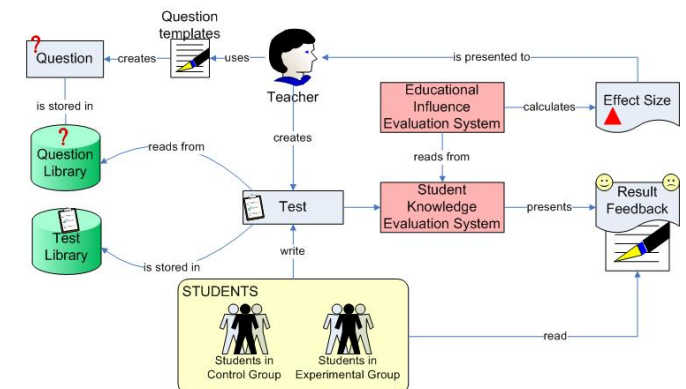 Question
templates
?
Question
creates
uses
Teacher
is presented to
Educational
Influence
Evaluation System
calculates
Effect Size
is stored in
?
Question
Library
reads from
creates
reads from
Test
Library
Test
Student
Knowledge
Evaluation System
presents
Result
Feedback
is stored in
write
STUDENTS
Students in
Control Group
Students in
Experimental Group
read